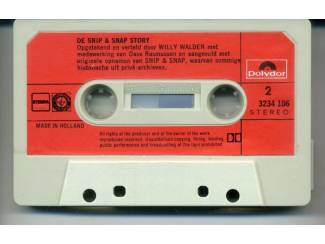 DE SNIP & SNAP STORY
Opgetekend en verteld door WILLY WALDEN met
medewerking van Dave Rasmussen en aangevuld met
originele opnamen van SNIP & SNAP, waarvan sommige
historische uit privé-archieven.
Polydor
2
3234 106
STEREO
MADE IN HOLLAND
All rights of the producer and of the owner of the work
reproduced reserved. Unauthorised copying, hiring, lending,
public performance and broadcasting of this tape prohibited.